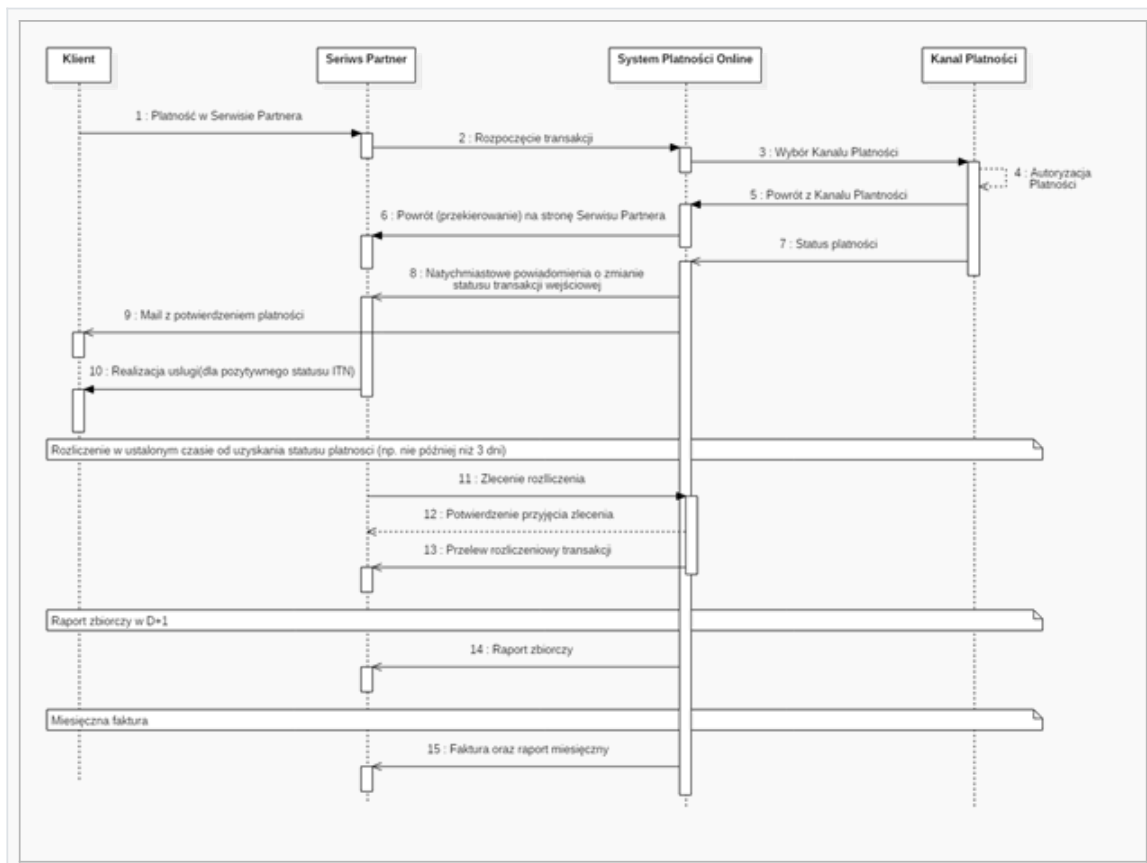 Klient
Seriws Partner
System Platności Online
Kanal Platności
1 : Platność w Serwisie Partnera
2 : Rozpoczęcie transakcji
3 : Wybór Kanalu Platności
4 : Autoryzacja
Platności
5 : Powrót z Kanalu Plantności
6 : Powrót (przekierowanie) na stronę Serwisu Partnera
7 : Status platności
8 : Natychmiastowe powiadomienia o zmianie
statusu transakcji wejściowej
9 : Mail z potwierdzeniem platności
10 : Realizacja uslugi(dla pozytywnego statusu ITN)
Rozliczenie w ustalonym czasie od uzyskania statusu platnosci (np. nie później niż 3 dni)
11 : Zlecenie rozlliczenia
12 : Potwierdzenie przyjęcia zlecenia
13 : Przelew rozliczeniowy transakcji
Raport zbiorczy w D+1
14 : Raport zbiorczy
Miesięczna faktura
15 : Faktura oraz raport miesięczny